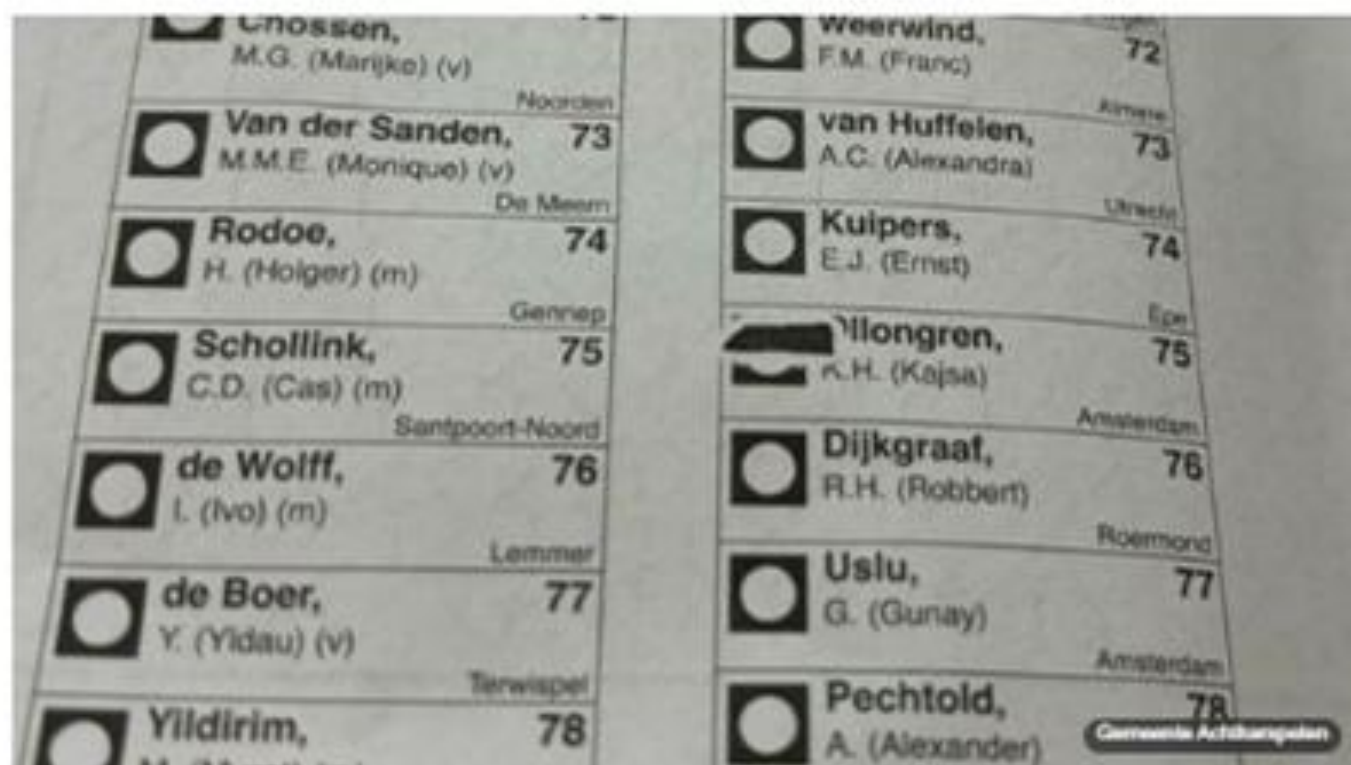 Chossen,
M.G. (Marijke) (v)
Noorden
Van der Sanden, 73
M.M.E. (Monique) (v)
De Meern
Rodoe, 74
H. (Holger) (m)
Gennep
Schollink, 75
C.D. (Cas) (m)
Santpoort-Noord
de Wolff, 76
I. (Ivo) (m)
Lemmer
de Boer, 77
Y. (Yldau) (v)
Terwispel
Yildirim, 78
Weerwind, 72
F.M. (Franc)
Almere
van Huffelen, 73
A.C. (Alexandra)
Utrecht
Kuipers, 74
E.J. (Ernst)
Epe
llongren, 75
K.H. (Kajsa)
Amsterdam
Dijkgraaf, 76
R.H. (Robbert)
Roermond
Uslu, 77
G. (Gunay)
Amsterdam
Pechtold, 78
A. (Alexander)
Gemeente Achtkarspelen